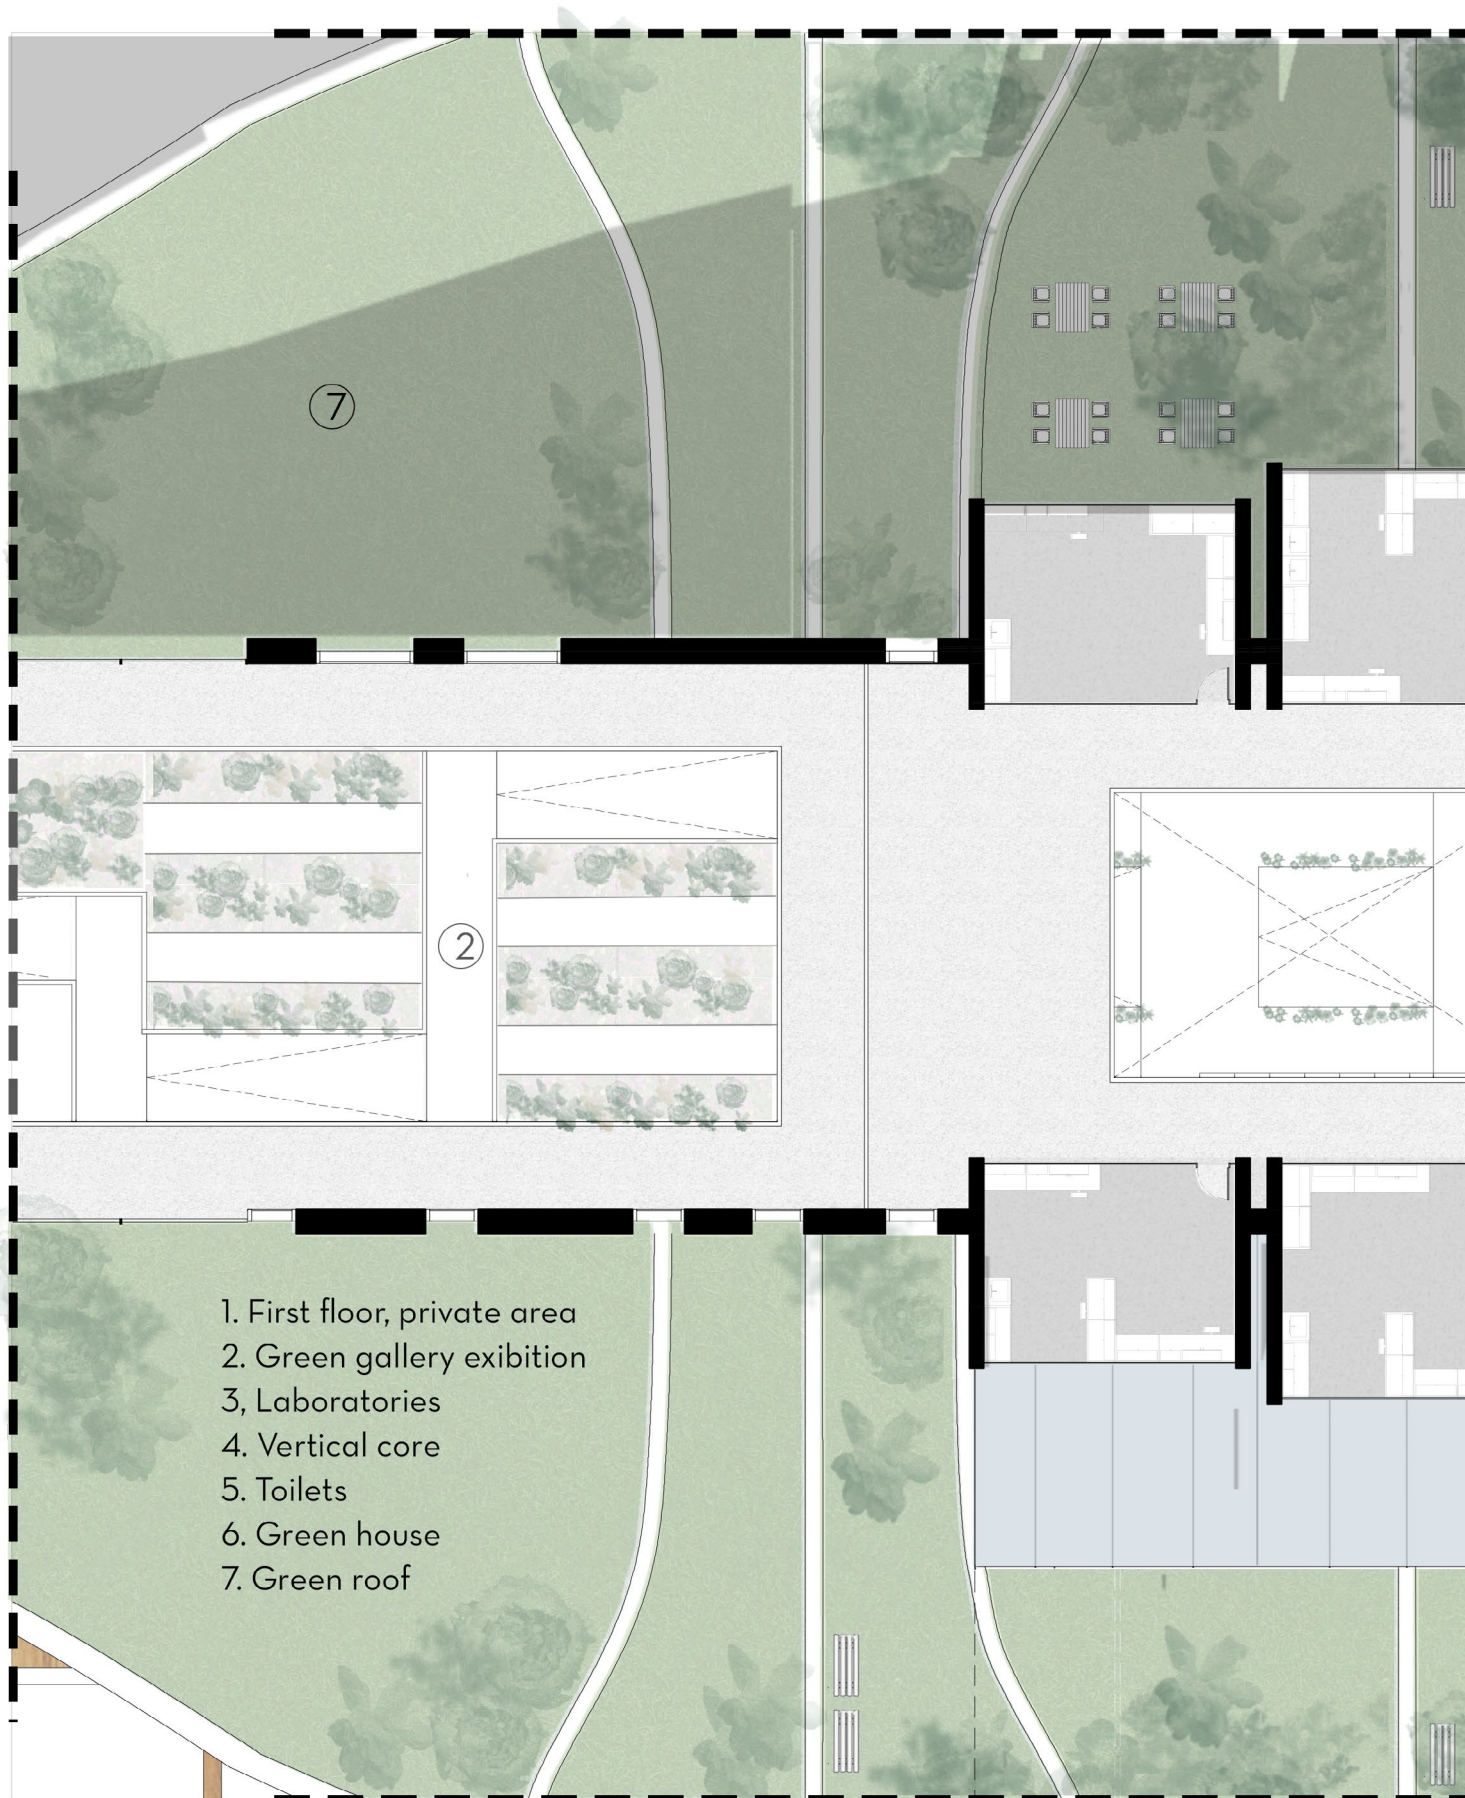 7
2
1. First floor, private area
2. Green gallery exibition
3, Laboratories
4. Vertical core
5. Toilets
6. Green house
7. Green roof